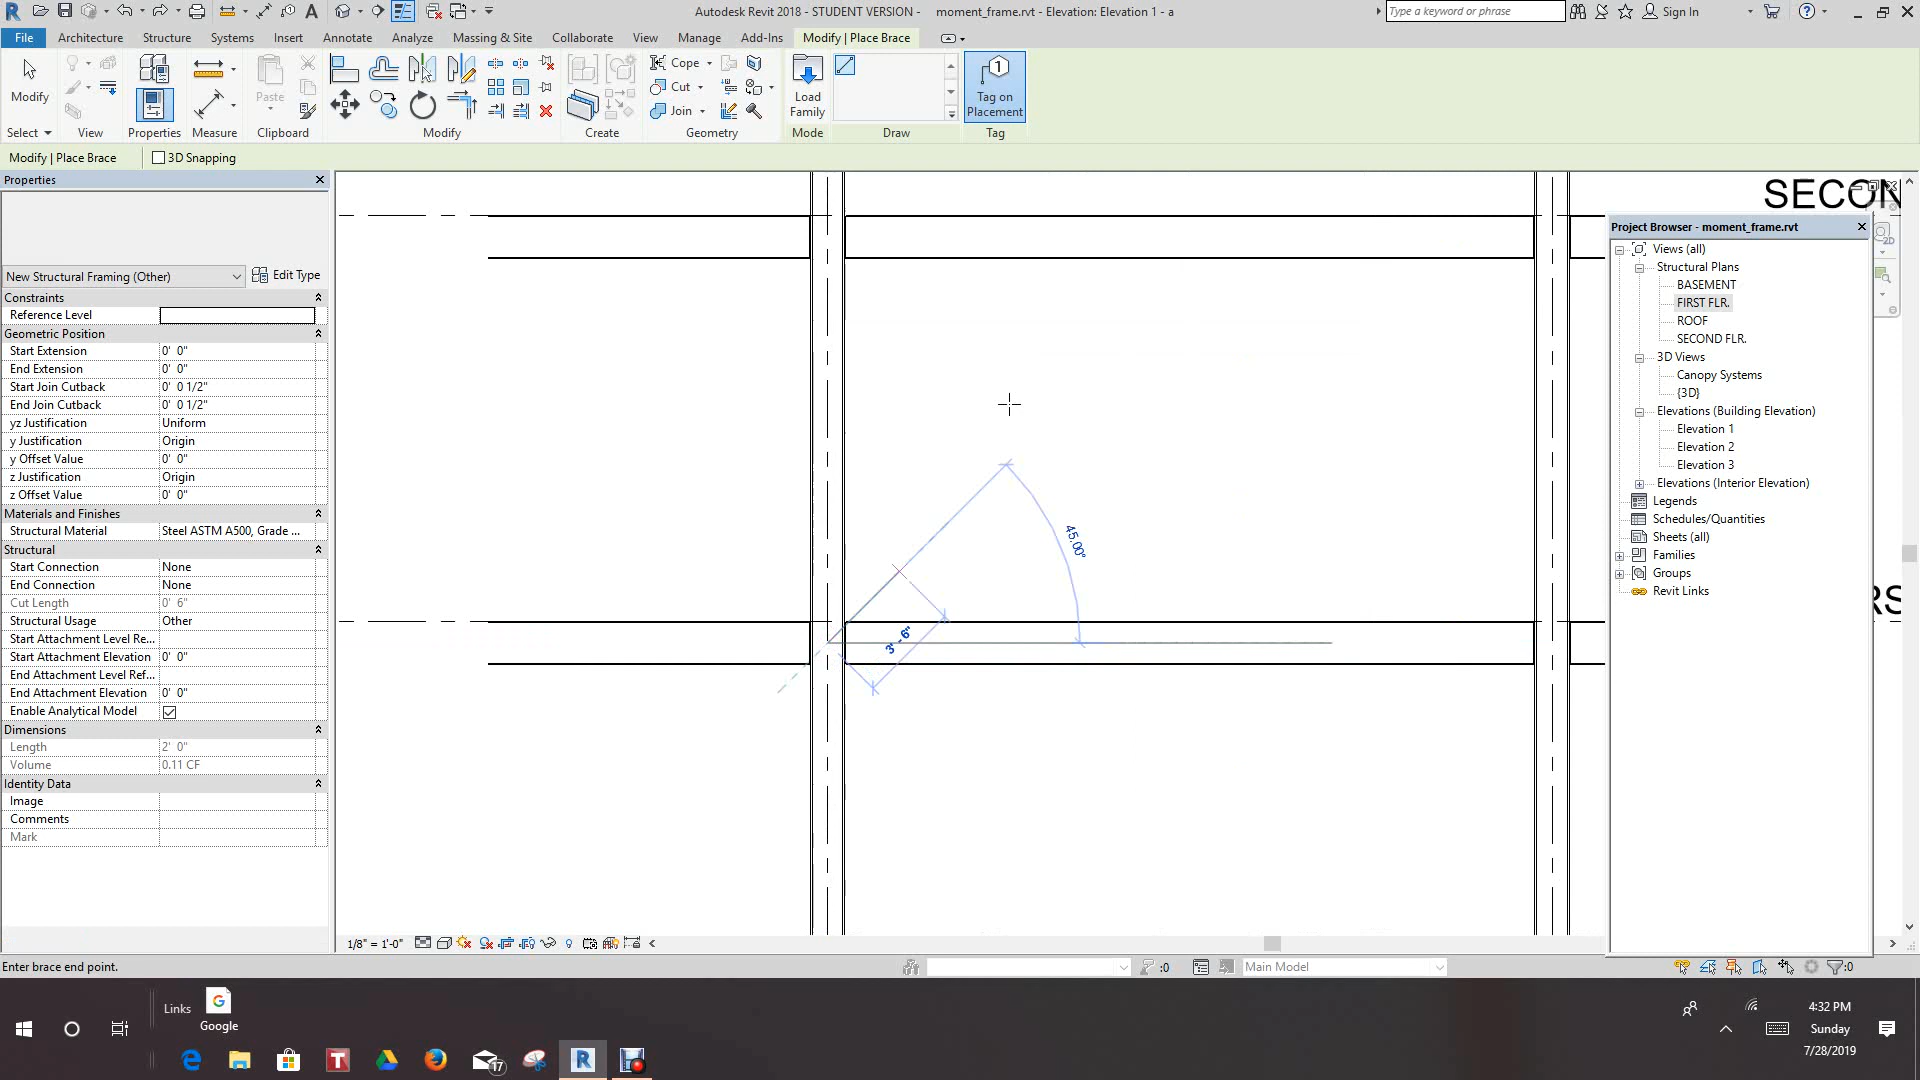 Autodesk Revit 2018 - STUDENT VERSION - moment_frame.rvt - Elevation: Elevation 1 - a
Type a keyword or phrase
Sign In
File Architecture Structure Systems Insert Annotate Analyze Massing & Site Collaborate View Manage Add-Ins Modify | Place Brace
Modify
Paste
Cope
Cut
Join
Load Family
Tag on Placement
Select View Properties Measure Clipboard Modify Create Geometry Mode Draw Tag
Modify | Place Brace 3D Snapping
Properties
New Structural Framing (Other) Edit Type
Constraints
Reference Level
Geometric Position
Start Extension 0' 0"
End Extension 0' 0"
Start Join Cutback 0' 0 1/2"
End Join Cutback 0' 0 1/2"
yz Justification Uniform
y Justification Origin
y Offset Value 0' 0"
z Justification Origin
z Offset Value 0' 0"
Materials and Finishes
Structural Material Steel ASTM A500, Grade ...
Structural
Start Connection None
End Connection None
Cut Length 0' 6"
Structural Usage Other
Start Attachment Level Re...
Start Attachment Elevation 0' 0"
End Attachment Level Ref...
End Attachment Elevation 0' 0"
Enable Analytical Model
Dimensions
Length 2' 0"
Volume 0.11 CF
Identity Data
Image
Comments
Mark
45.00°
3' - 6"
SECON
RS
Project Browser - moment_frame.rvt
Views (all)
Structural Plans
BASEMENT
FIRST FLR.
ROOF
SECOND FLR.
3D Views
Canopy Systems
{3D}
Elevations (Building Elevation)
Elevation 1
Elevation 2
Elevation 3
Elevations (Interior Elevation)
Legends
Schedules/Quantities
Sheets (all)
Families
Groups
Revit Links
1/8" = 1'-0"
Enter brace end point.
:0
Main Model
:0
Links
Google
17
4:32 PM
Sunday
7/28/2019